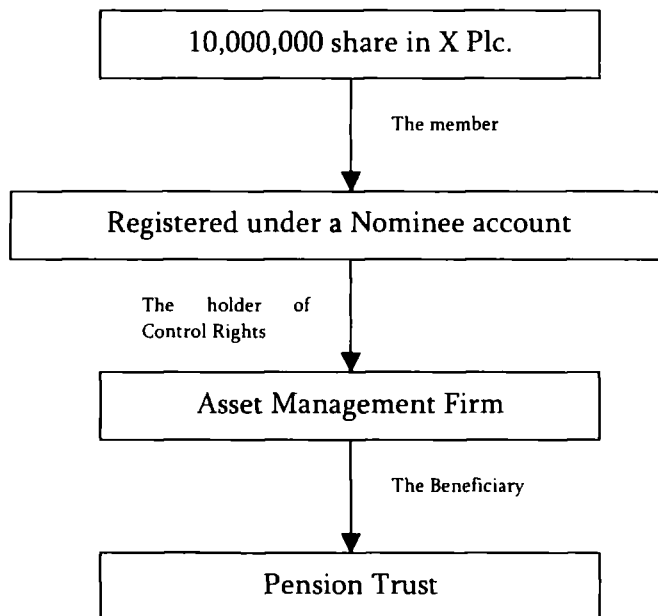 10,000,000 share in X Plc.
The member
Registered under a Nominee account
The holder of
Control Rights
Asset Management Firm
The Beneficiary
Pension Trust